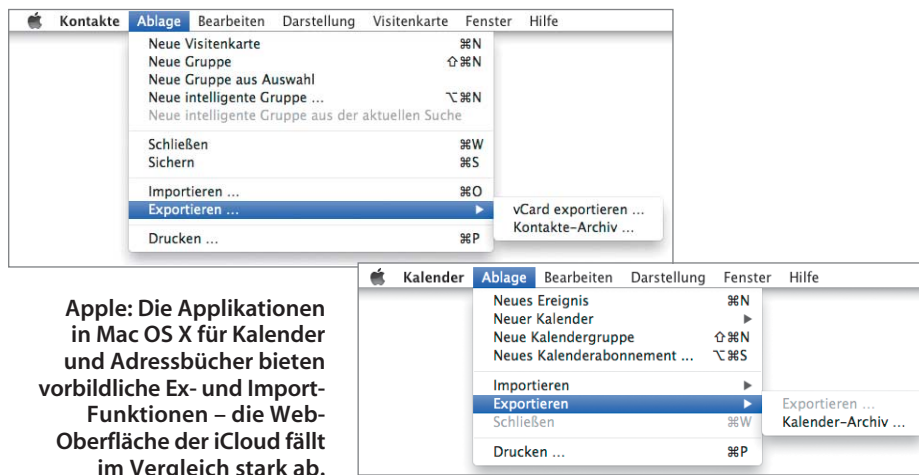 Kontakte Ablage Bearbeiten Darstellung Visitenkarte Fenster Hilfe
Neue Visitenkarte ⌘N
Neue Gruppe ⇧⌘N
Neue Gruppe aus Auswahl
Neue intelligente Gruppe ... ⌥⌘N
Neue intelligente Gruppe aus der aktuellen Suche
Schließen ⌘W
Sichern ⌘S
Importieren ... ⌘O
Exportieren ... ▶
vCard exportieren ...
Kontakte-Archiv ...
Drucken ... ⌘P
Kalender Ablage Bearbeiten Darstellung Fenster Hilfe
Neues Ereignis ⌘N
Neuer Kalender ▶
Neue Kalendergruppe ⇧⌘N
Neues Kalenderabonnement ... ⌥⌘S
Importieren ▶
Exportieren ▶
Exportieren ...
Schließen ⌘W
Kalender-Archiv ...
Drucken ... ⌘P
Apple: Die Applikationen
in Mac OS X für Kalender
und Adressbücher bieten
vorbildliche Ex- und Import-
Funktionen – die Web-
Oberfläche der iCloud fällt
im Vergleich stark ab.